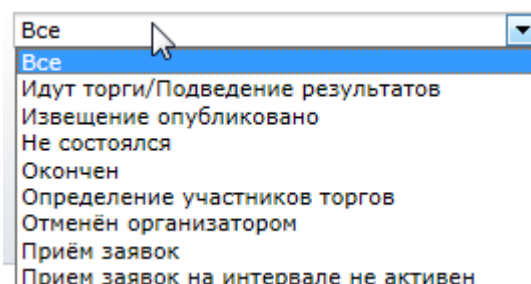 Все
Все
Идут торги/Подведение результатов
Извещение опубликовано
Не состоялся
Окончен
Определение участников торгов
Отменён организатором
Приём заявок
Прием заявок на интервале не активен